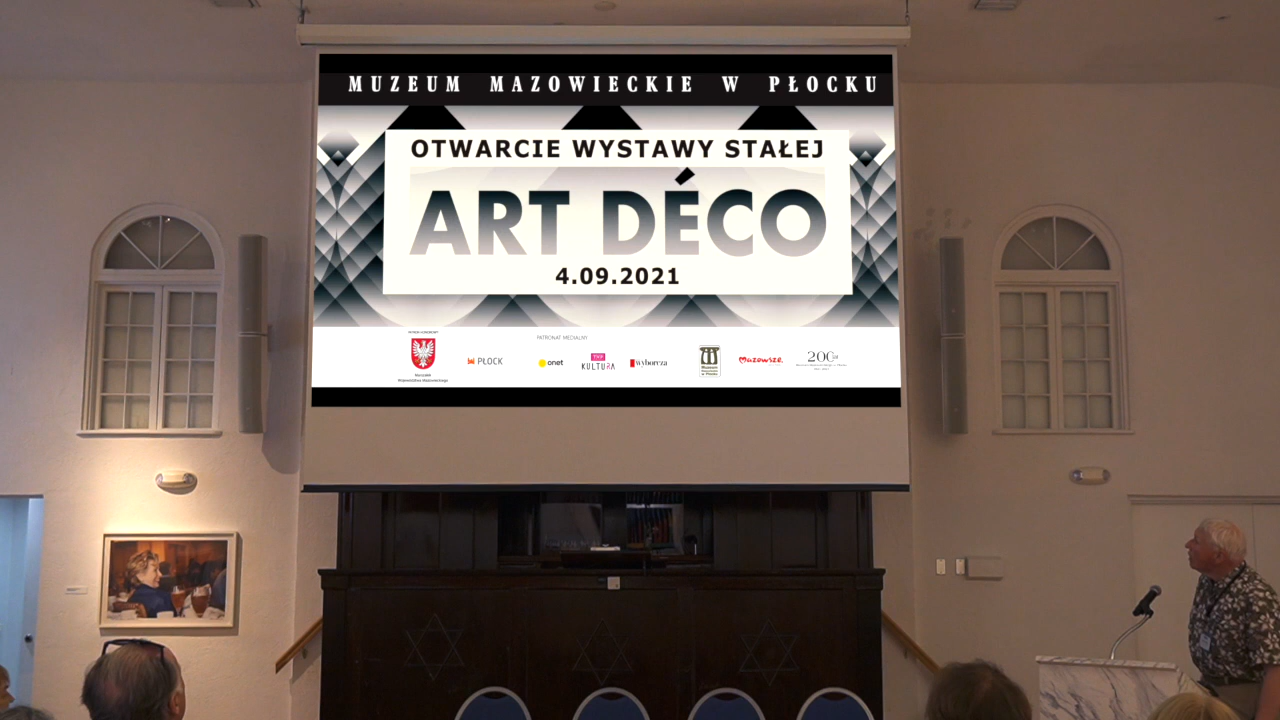 MUZEUM MAZOWIECKIE W PŁOCKU
OTWARCIE WYSTAWY STAŁEJ
ART DÉCO
4.09.2021
PATRONAT MEDIALNY
PŁOCK
onet
KULTURA
wyborcza
Muzeum
mazowsze.
200